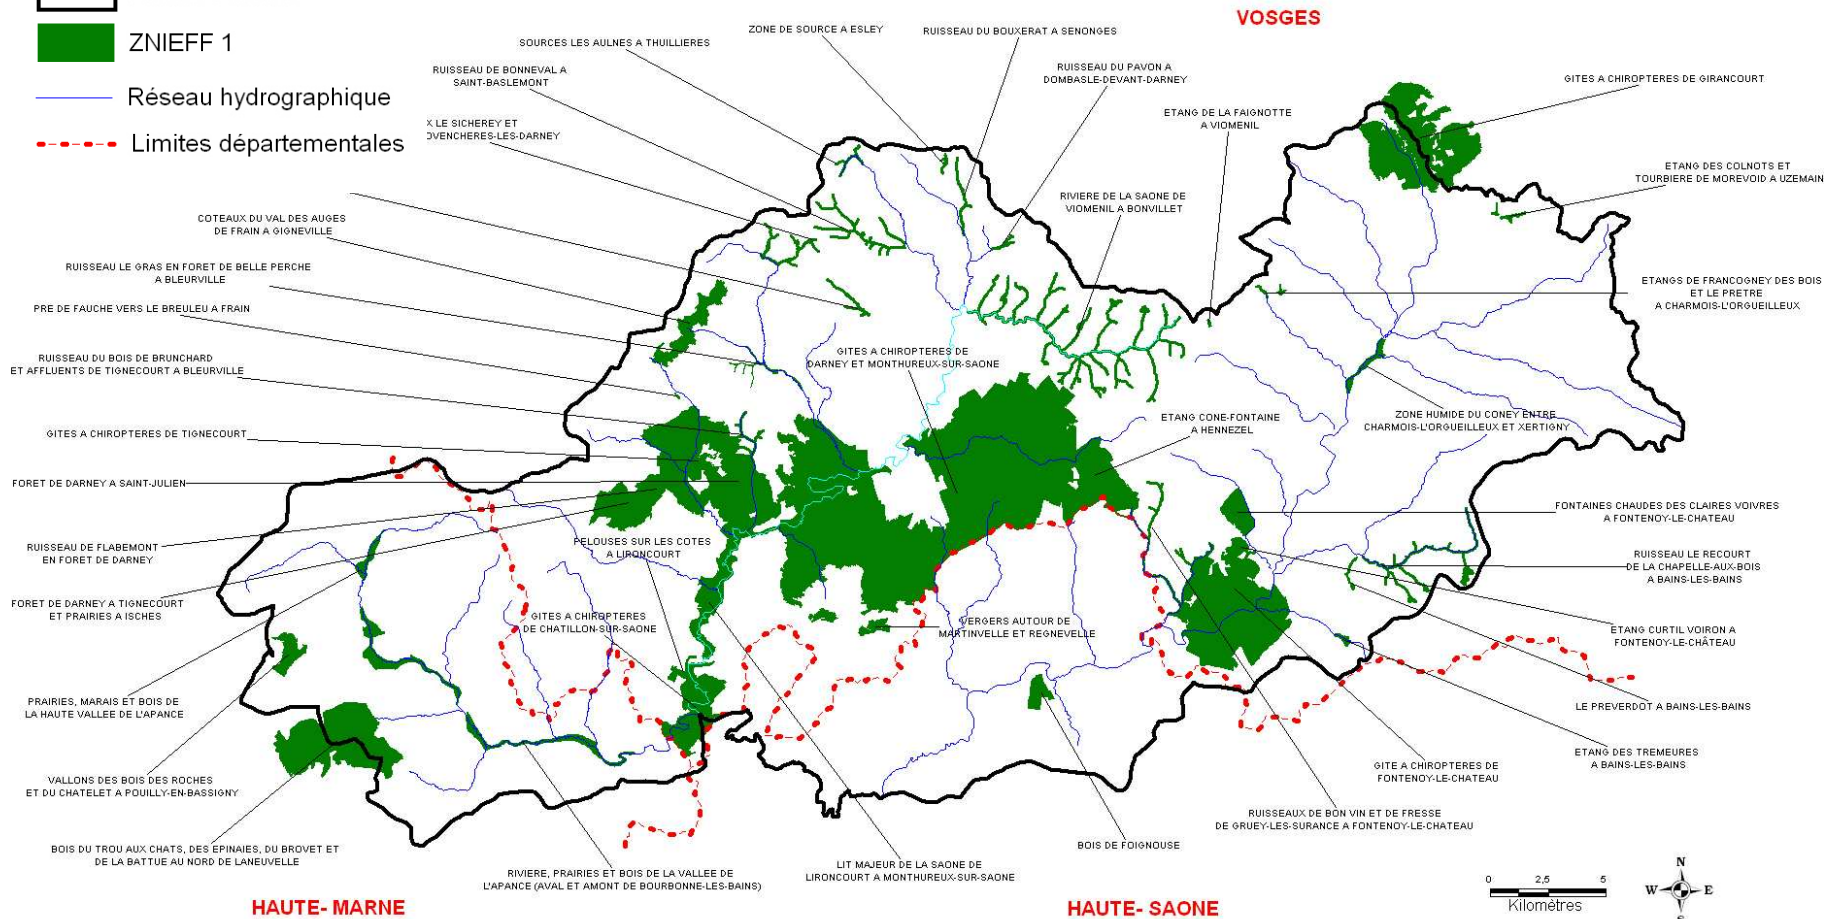 VOSGES
ZNIEFF 1
Réseau hydrographique
Limites départementales
SOURCES LES AULNES A THUILLIERES
ZONE DE SOURCE A ESLEY
RUISSEAU DU BOUXERAT A SENONGES
RUISSEAU DE BONNEVAL A
SAINT-BASLEMONT
RUISSEAU DU PAVON A
DOMBASLE-DEVANT-DARNEY
GITES A CHIROPTERES DE GIRANCOURT
X LE SICHEREY ET
OVENCHERES-LES-DARNEY
ETANG DE LA FAIGNOTTE
A VIOMENIL
ETANG DES COLNOTS ET
TOURBIERE DE MOREVOID A UZEMAIN
RIVIERE DE LA SAONE DE
VIOMENIL A BONVILLET
COTEAUX DU VAL DES AUGES
DE FRAIN A GIGNEVILLE
RUISSEAU LE GRAS EN FORET DE BELLE PERCHE
A BLEURVILLE
ETANGS DE FRANCOGNEY DES BOIS
ET LE PRETRE
A CHARMOIS-L'ORGUEILLEUX
PRE DE FAUCHE VERS LE BREULEU A FRAIN
RUISSEAU DU BOIS DE BRUNCHARD
ET AFFLUENTS DE TIGNECOURT A BLEURVILLE
GITES A CHIROPTERES DE
DARNEY ET MONTHUREUX-SUR-SAONE
ETANG CONE-FONTAINE
A HENNEZEL
ZONE HUMIDE DU CONEY ENTRE
CHARMOIS-L'ORGUEILLEUX ET XERTIGNY
GITES A CHIROPTERES DE TIGNECOURT
FORET DE DARNEY A SAINT-JULIEN
FONTAINES CHAUDES DES CLAIRES VOIVRES
A FONTENOY-LE-CHATEAU
RUISSEAU DE FLABEMONT
EN FORET DE DARNEY
PELOUSES SUR LES COTES
A LIRONCOURT
RUISSEAU LE RECOURT
DE LA CHAPELLE-AUX-BOIS
A BAINS-LES-BAINS
FORET DE DARNEY A TIGNECOURT
ET PRAIRIES A ISCHES
GITES A CHIROPTERES
DE CHATILLON-SUR-SAONE
VERGERS AUTOUR DE
MARTINVELLE ET REGNEVELLE
ETANG CURTIL VOIRON A
FONTENOY-LE-CHÂTEAU
PRAIRIES, MARAIS ET BOIS DE
LA HAUTE VALLEE DE L'APANCE
LE PREVERDOT A BAINS-LES-BAINS
ETANG DES TREMEURES
A BAINS-LES-BAINS
VALLONS DES BOIS DES ROCHES
ET DU CHATELET A POUILLY-EN-BASSIGNY
GITE A CHIROPTERES DE
FONTENOY-LE-CHATEAU
RUISSEAUX DE BON VIN ET DE FRESSE
DE GRUEY-LES-SURANCE A FONTENOY-LE-CHATEAU
BOIS DE FOIGNOUSE
BOIS DU TROU AUX CHATS, DES EPINAIES, DU BROVET ET
DE LA BATTUE AU NORD DE LANEUVELLE
RIVIERE, PRAIRIES ET BOIS DE LA VALLEE DE
L'APANCE (AVAL ET AMONT DE BOURBONNE-LES-BAINS)
LIT MAJEUR DE LA SAONE DE
LIRONCOURT A MONTHUREUX-SUR-SAONE
HAUTE- MARNE
HAUTE- SAONE
0 2,5 5
Kilomètres
N
W E